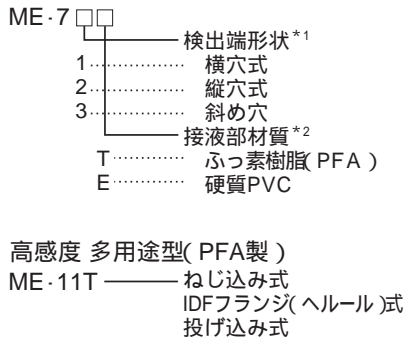 ME·7□□
検出端形状*1
1 ………… 横穴式
2 ………… 縦穴式
3 ………… 斜め穴
接液部材質*2
T ………… ふっ素樹脂(PFA)
E ………… 硬質PVC
高感度 多用途型(PFA製)
ME·11T ねじ込み式
IDFフランジ(ヘルール)式
投げ込み式